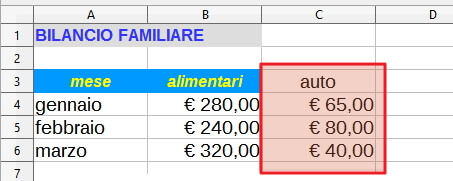 A B C D
1 BILANCIO FAMILIARE
2
3 mese alimentari auto
4 gennaio € 280,00 € 65,00
5 febbraio € 240,00 € 80,00
6 marzo € 320,00 € 40,00
7